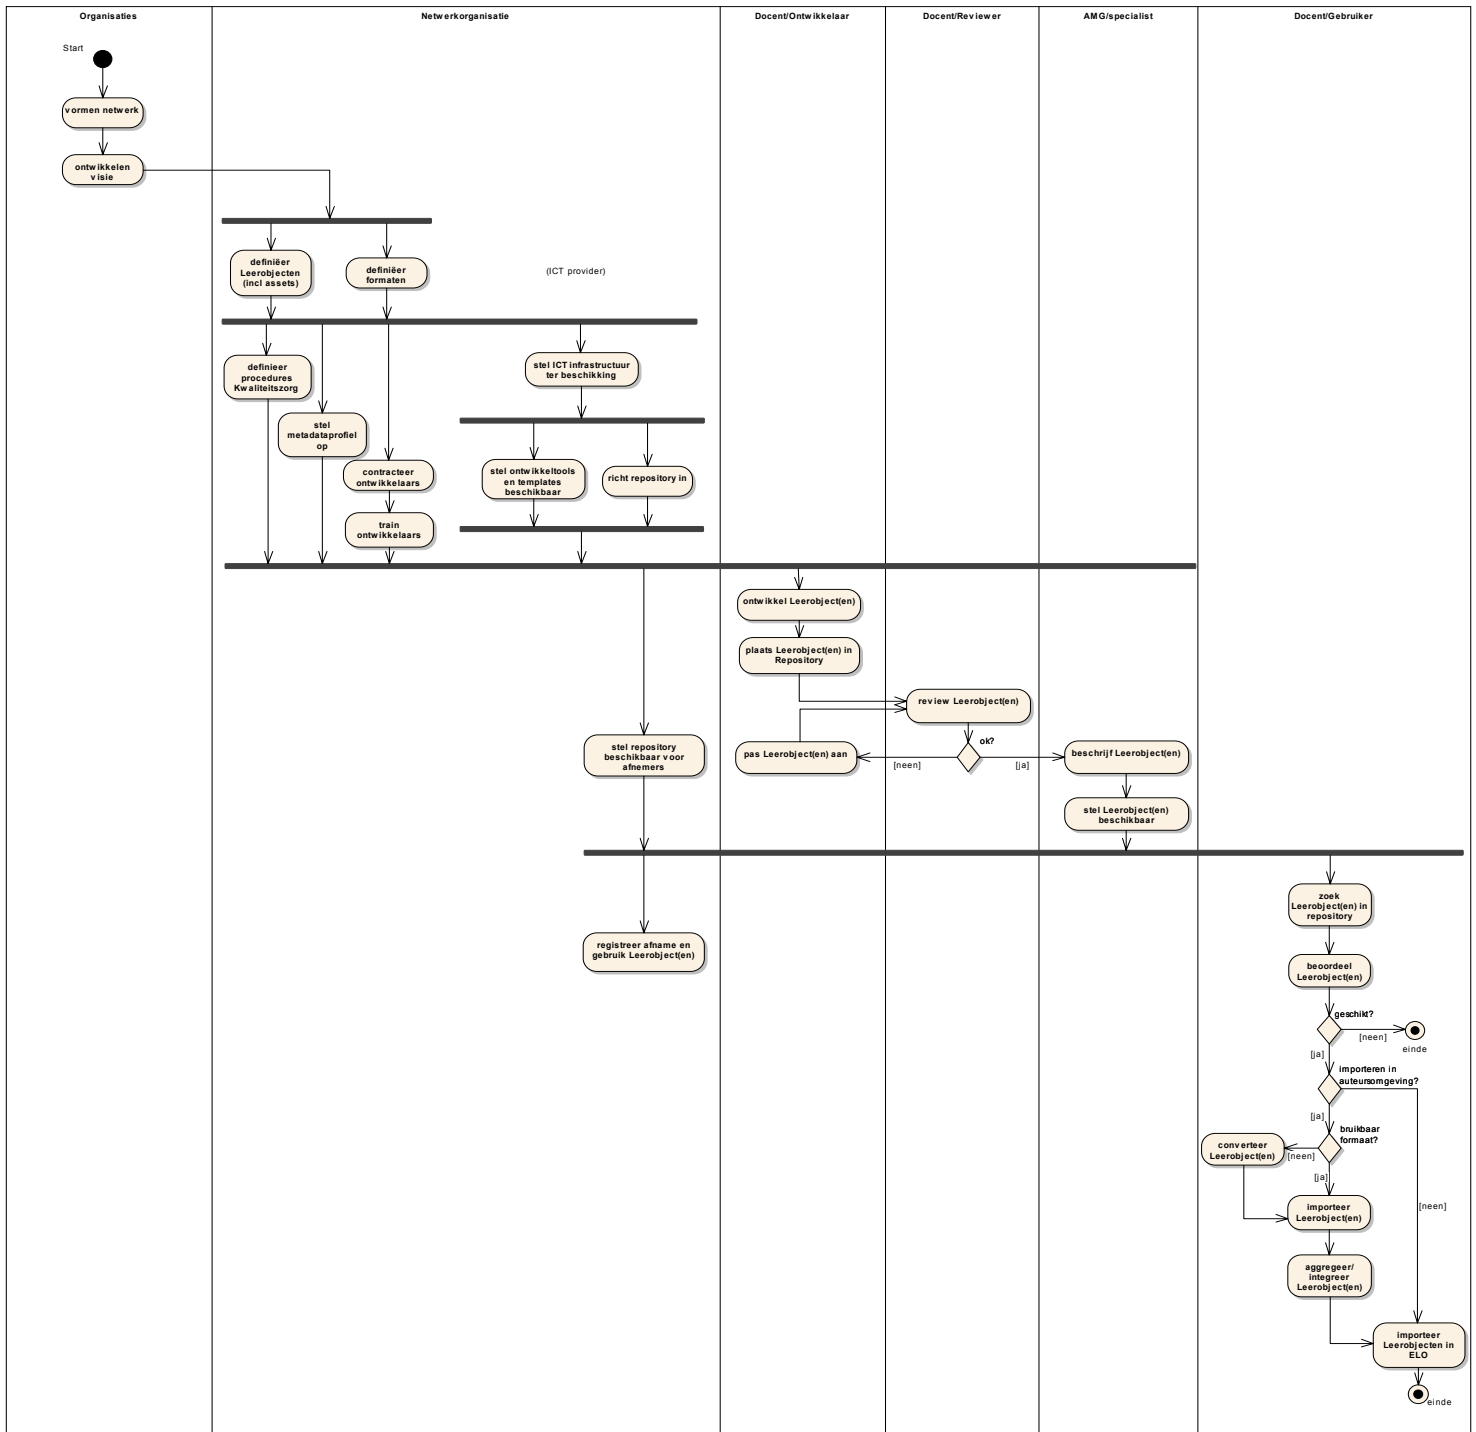 Organisaties
Netwerkorganisatie
Docent/Ontwikkelaar
Docent/Reviewer
AMG/specialist
Docent/Gebruiker
Start
vormen netwerk
ontwikkelen
visie
definiëer
Leerobjecten
(incl assets)
definiëer
formaten
(ICT provider)
definieer
procedures
Kwaliteitszorg
stel ICT infrastructuur
ter beschikking
stel
metadataprofiel
op
contracteer
ontwikkelaars
stel ontwikkeltools
en templates
beschikbaar
richt repository in
train
ontwikkelaars
ontwikkel Leerobject(en)
plaats Leerobject(en) in
Repository
review Leerobject(en)
ok?
stel repository
beschikbaar voor
afnemers
pas Leerobject(en) aan
[neen]
[ja]
beschrijf Leerobject(en)
stel Leerobject(en)
beschikbaar
zoek
Leerobject(en) in
repository
registreer afname en
gebruik Leerobject(en)
beoordeel
Leerobject(en)
geschikt?
[neen]
einde
[ja]
importeren in
auteursomgeving?
[ja]
bruikbaar
formaat?
converteer
Leerobject(en)
[neen]
[ja]
importeer
Leerobject(en)
[neen]
aggregeer/
integreer
Leerobject(en)
importeer
Leerobjecten in
ELO
einde